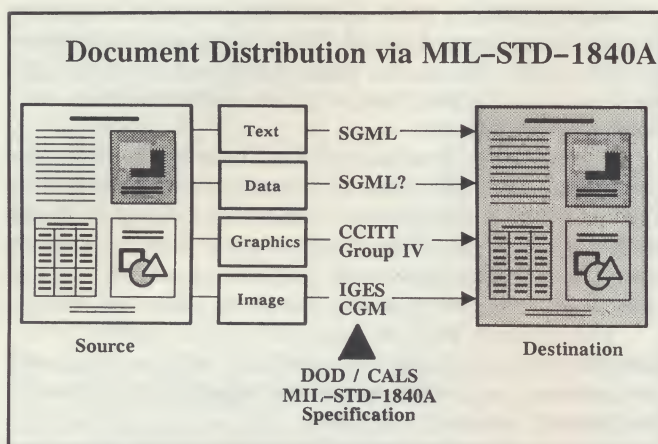 Document Distribution via MIL-STD-1840A
Text
SGML
Data
SGML?
Graphics
CCITT
Group IV
Image
IGES
CGM
Source
Destination
DOD / CALS
MIL-STD-1840A
Specification